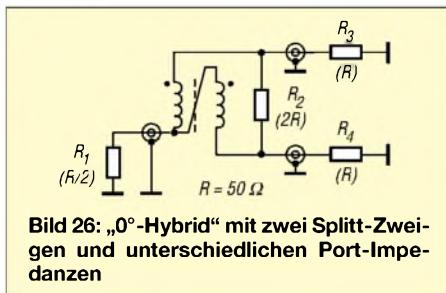 R3
(R)
R2
(2R)
R1
(R/2)
R4
(R)
R = 50 Ω
Bild 26: „0°-Hybrid“ mit zwei Splitt-Zwei-
gen und unterschiedlichen Port-Impe-
danzen